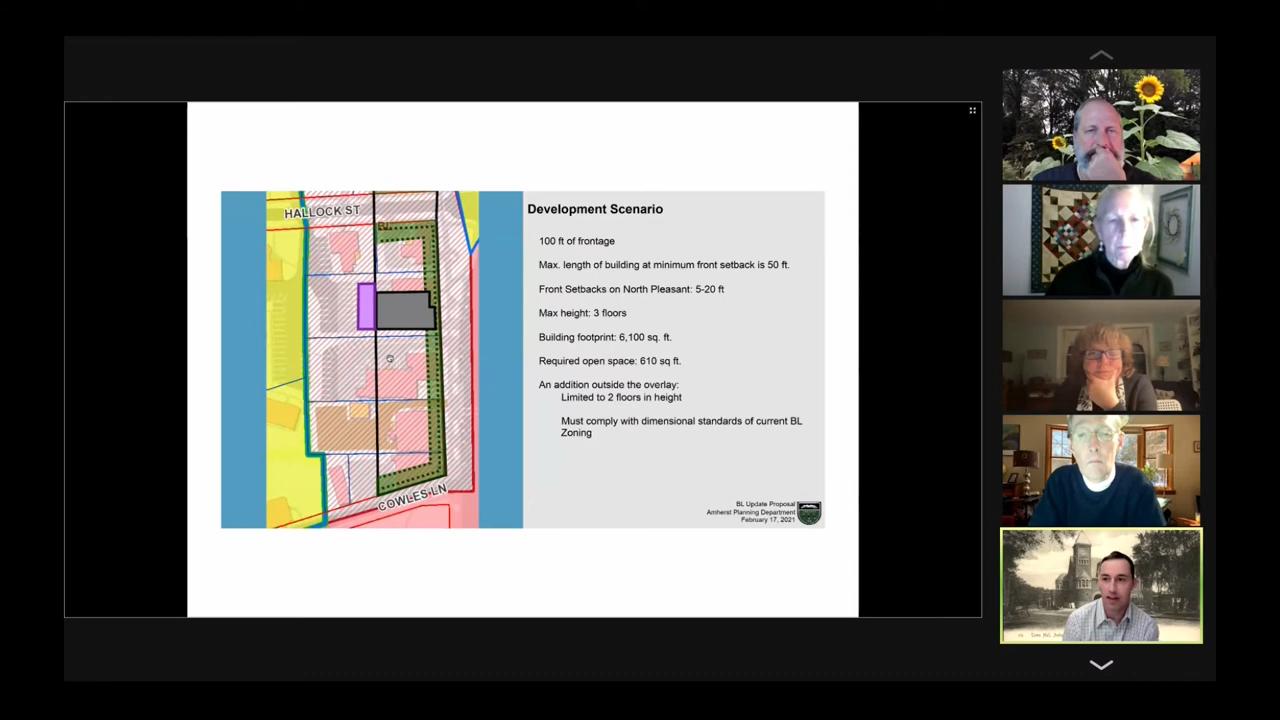 HALLOCK ST
BL
COWLES LN
Development Scenario
100 ft of frontage
Max. length of building at minimum front setback is 50 ft.
Front Setbacks on North Pleasant: 5-20 ft
Max height: 3 floors
Building footprint: 6,100 sq. ft.
Required open space: 610 sq ft.
An addition outside the overlay:
Limited to 2 floors in height
Must comply with dimensional standards of current BL
Zoning
BL Update Proposal
Amherst Planning Department
February 17, 2021